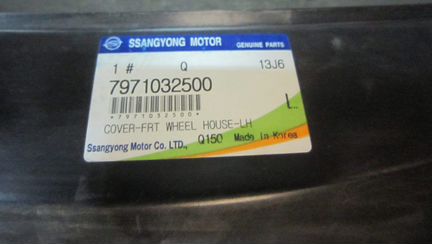 SSANGYONG MOTOR GENUINE PARTS
1 # Q 13J6
7971032500
*7971032500*
L..
COVER-FRT WHEEL HOUSE-LH
Ssangyong Motor Co. LTD., Q150 Made in Korea